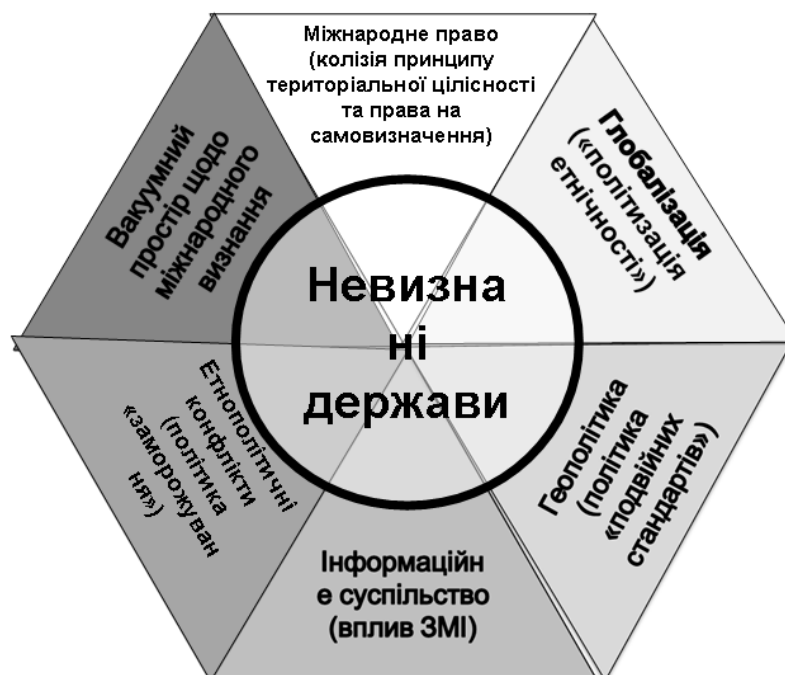 Міжнародне право
(колізія принципу
територіальної цілісності
та права на
самовизначення)
Глобалізація
(«політизація
етнічності»)
Геополітика
(політика
«подвійних
стандартів»)
Інформаційн
е суспільство
(вплив ЗМІ)
Етнополітичні
конфлікти
(політика
«заморожуван
ня»)
Вакуумний
простір щодо
міжнародного
визнання
Невизна
ні
держави